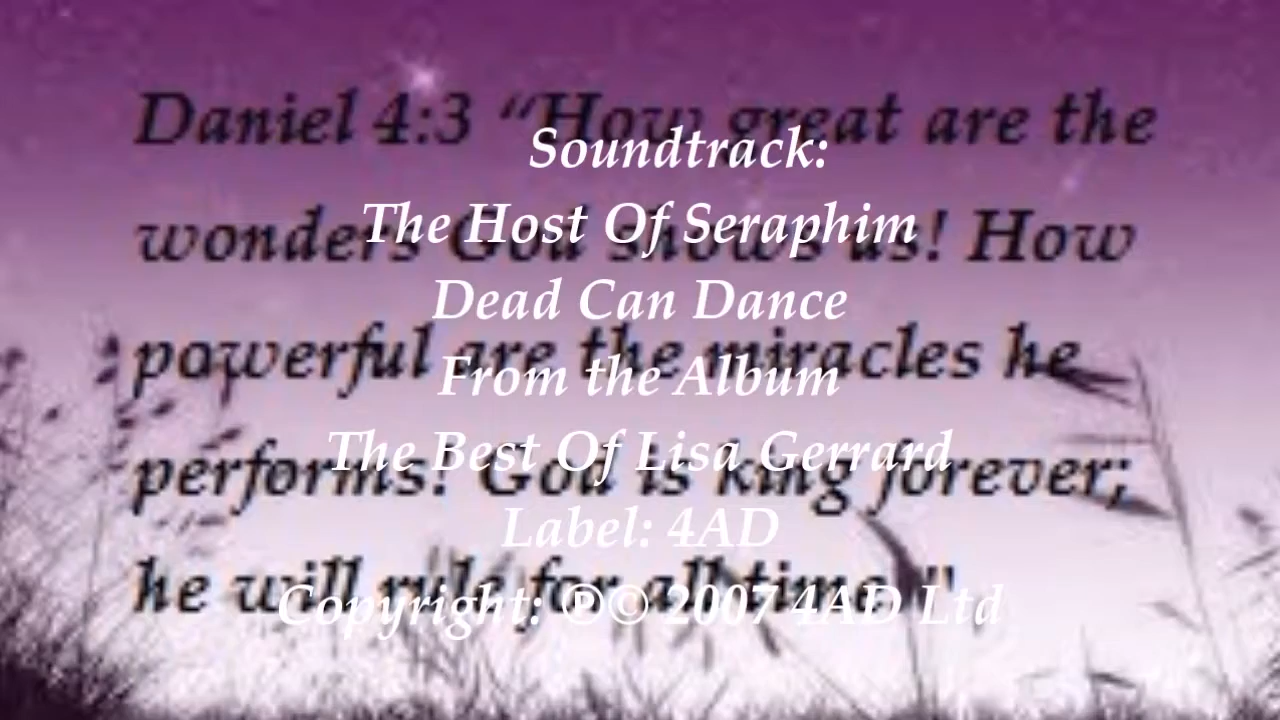 Daniel 4:3 “How great are the
wonders God shows us! How
powerful are the miracles he
performs! God is king forever;
he will rule for all time."
Soundtrack:
The Host Of Seraphim
Dead Can Dance
From the Album
The Best Of Lisa Gerrard
Label: 4AD
Copyright: ℗© 2007 4AD Ltd